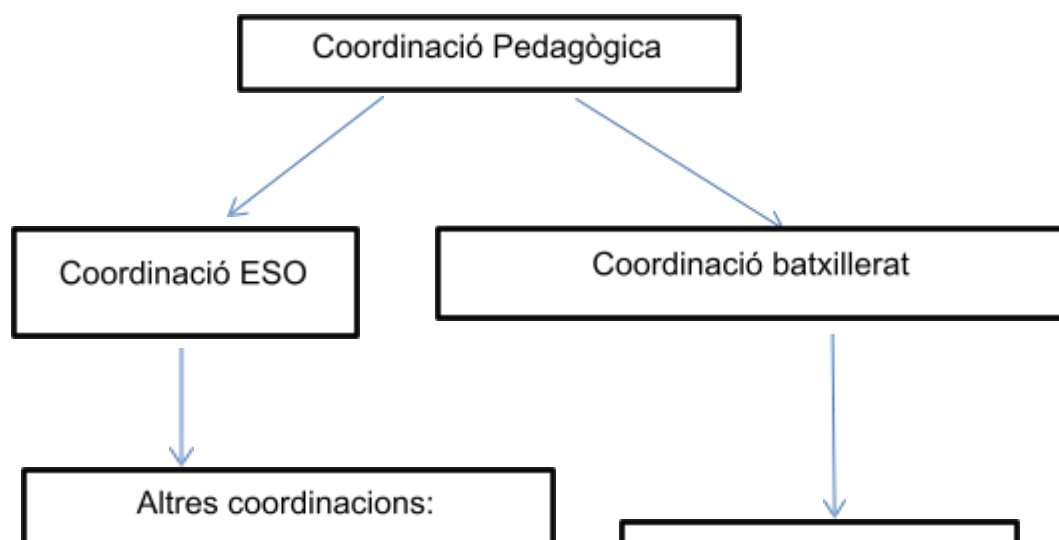 Coordinació Pedagògica
Coordinació ESO
Coordinació batxillerat
Altres coordinacions: